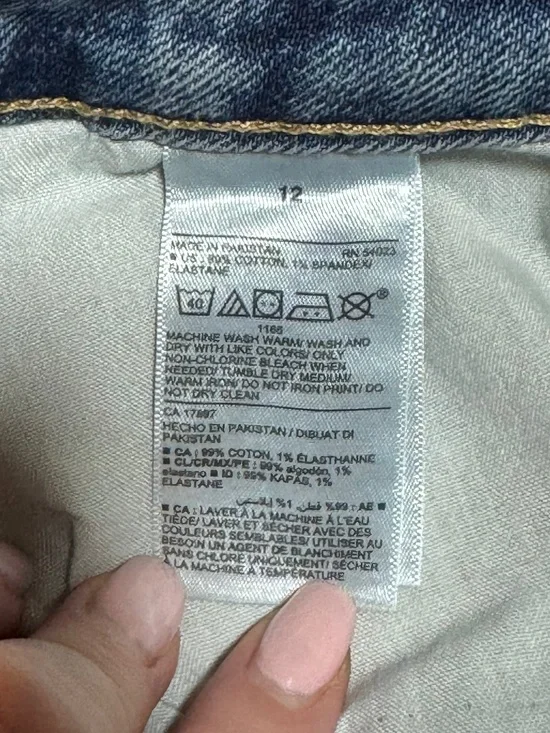 12
MADE IN PAKISTAN RN 54023
■ US : 99% COTTON, 1% SPANDEX/
ELASTANE
40 ®
1166
MACHINE WASH WARM/ WASH AND
DRY WITH LIKE COLORS/ ONLY
NON-CHLORINE BLEACH WHEN
NEEDED/ TUMBLE DRY MEDIUM/
WARM IRON/ DO NOT IRON PRINT/ DO
NOT DRY CLEAN
CA 17897
HECHO EN PAKISTAN / DIBUAT DI
PAKISTAN
■ CA : 99% COTON, 1% ÉLASTHANNE
■ CL/CR/MX/PE : 99% algodón, 1%
elastano ■ ID : 99% KAPAS, 1%
ELASTANE
■ AE : 99% قطن, 1% ايلاستين
■ CA : LAVER À LA MACHINE À L'EAU
TIÈDE/ LAVER ET SÉCHER AVEC DES
COULEURS SEMBLABLES/ UTILISER AU
BESOIN UN AGENT DE BLANCHIMENT
SANS CHLORE UNIQUEMENT/ SÉCHER
À LA MACHINE À TEMPÉRATURE